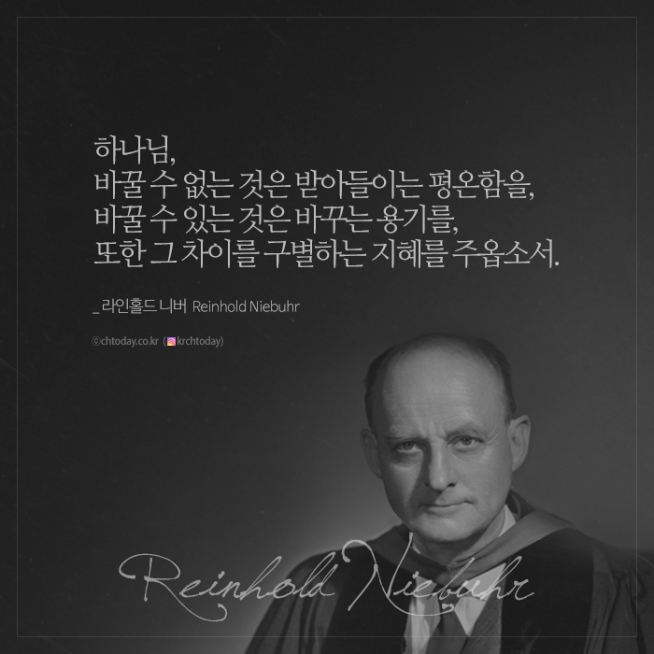 하나님,
바꿀 수 없는 것은 받아들이는 평온함을,
바꿀 수 있는 것은 바꾸는 용기를,
또한 그 차이를 구별하는 지혜를 주옵소서.
_ 라인홀드 니버 Reinhold Niebuhr
ⓒchtoday.co.kr (krchtoday)
Reinhold Niebuhr